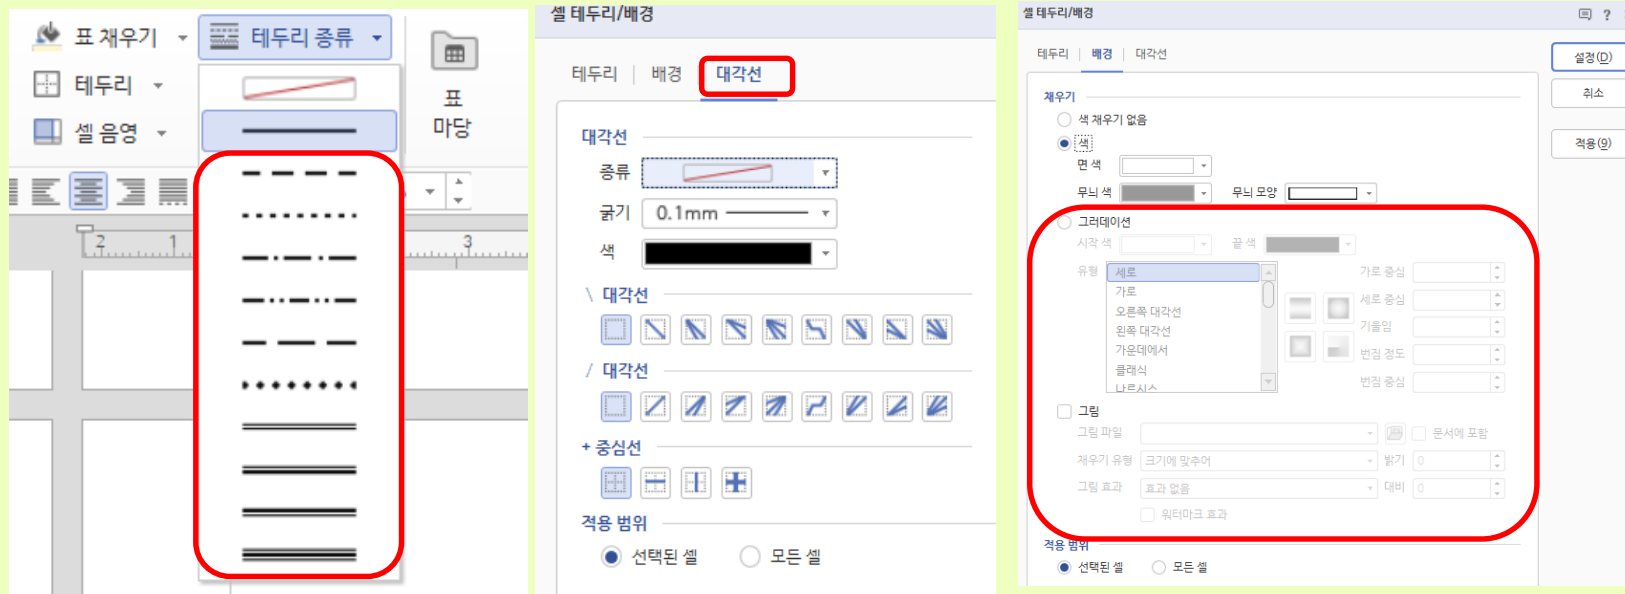 표 채우기
테두리 종류
테두리
셀 음영
표
마당
2
1
3
셀 테두리/배경
테두리
배경
대각선
대각선
종류
굵기
0.1mm
색
\ 대각선
/ 대각선
+ 중심선
적용 범위
선택된 셀
모든 셀
셀 테두리/배경
?
테두리
배경
대각선
설정(D)
취소
적용(9)
채우기
색 채우기 없음
색
면 색
무늬 색
무늬 모양
그러데이션
시작 색
끝 색
유형
세로
가로
오른쪽 대각선
왼쪽 대각선
가운데에서
클래식
나르시스
가로 중심
세로 중심
기울임
번짐 정도
번짐 중심
그림
그림 파일
문서에 포함
채우기 유형
크기에 맞추어
밝기
0
그림 효과
효과 없음
대비
0
워터마크 효과
적용 범위
선택된 셀
모든 셀